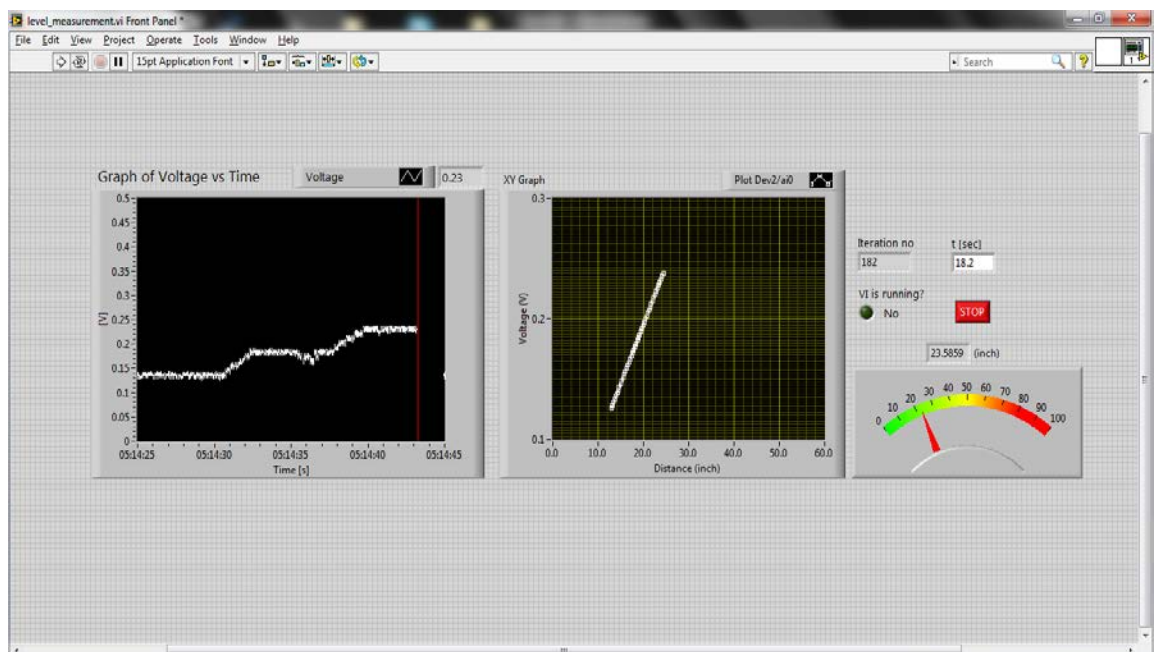 level_measurement.vi Front Panel *
File Edit View Project Operate Tools Window Help
15pt Application Font
Search
1
Graph of Voltage vs Time
Voltage
0.23
0.5
0.45
0.4
0.35
0.3
0.25
0.2
0.15
0.1
0.05
0
[V]
05:14:25 05:14:30 05:14:35 05:14:40 05:14:45
Time [s]
XY Graph
Plot Dev2/ai0
0.3
0.2
0.1
Voltage (V)
0.0 10.0 20.0 30.0 40.0 50.0 60.0
Distance (inch)
Iteration no
182
t [sec]
18.2
VI is running?
No
STOP
23.5859 (inch)
0 10 20 30 40 50 60 70 80 90 100